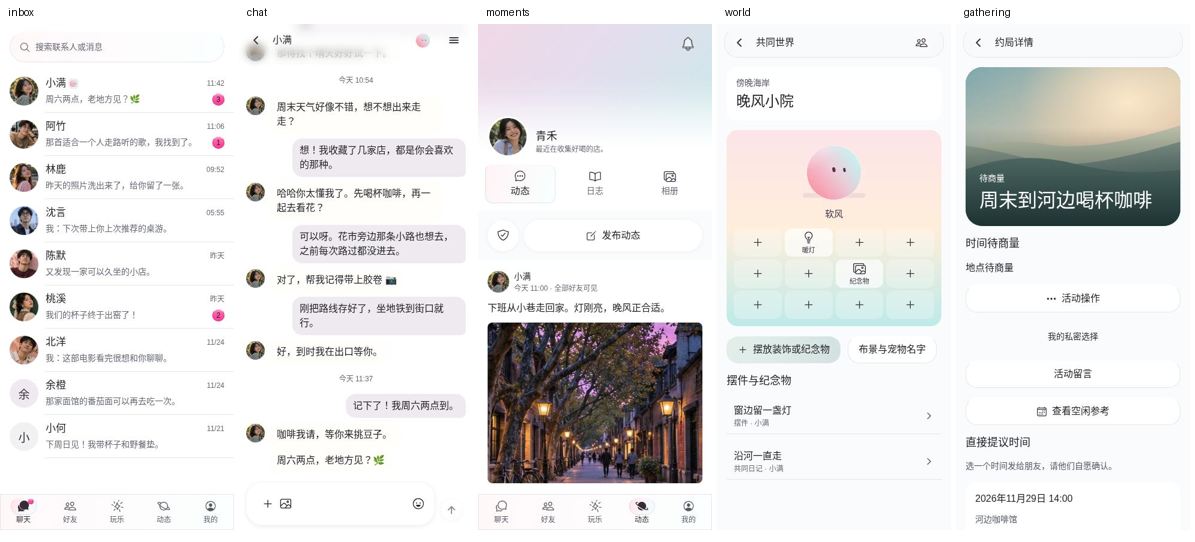 inbox
搜索联系人或消息
小满
11:42
周六两点，老地方见？🌿
3
阿竹
11:06
那首适合一个人走路听的歌，我找到了。
1
林鹿
09:52
昨天的照片洗出来了，给你留了一张。
沈言
05:55
我：下次带上你上次推荐的桌游。
陈默
昨天
又发现一家可以久坐的小店。
桃溪
昨天
我们的杯子终于出窑了！
2
北洋
11/24
我：这部电影看完很想和你聊聊。
余
余橙
11/24
那家面馆的番茄面可以再去吃一次。
小
小何
11/21
下周日见！我带杯子和野餐垫。
聊天
好友
玩乐
动态
我的
chat
小满
今天 10:54
周末天气好像不错，想不想出来走
走？
想！我收藏了几家店，都是你会喜欢
的那种。
哈哈你太懂我了。先喝杯咖啡，再一
起去看花？
可以呀。花市旁边那条小路也想去，
之前每次路过都没进去。
对了，帮我记得带上胶卷 📷
刚把路线存好了，坐地铁到街口就
行。
好，到时我在出口等你。
今天 11:37
记下了！我周六两点到。
咖啡我请，等你来挑豆子。
周六两点，老地方见？🌿
moments
青禾
最近在收集好喝的店。
动态
日志
相册
发布动态
小满
今天 11:00 · 全部好友可见
下班从小巷走回家。灯刚亮，晚风正合适。
聊天
好友
玩乐
动态
我的
world
共同世界
傍晚海岸
晚风小院
软风
暖灯
纪念物
摆放装饰或纪念物
布景与宠物名字
摆件与纪念物
窗边留一盏灯
摆件 · 小满
沿河一直走
共同日记 · 小满
gathering
约局详情
待商量
周末到河边喝杯咖啡
时间待商量
地点待商量
活动操作
我的私密选择
活动留言
查看空闲参考
直接提议时间
选一个时间发给朋友，请他们自愿确认。
2026年11月29日 14:00
河边咖啡馆